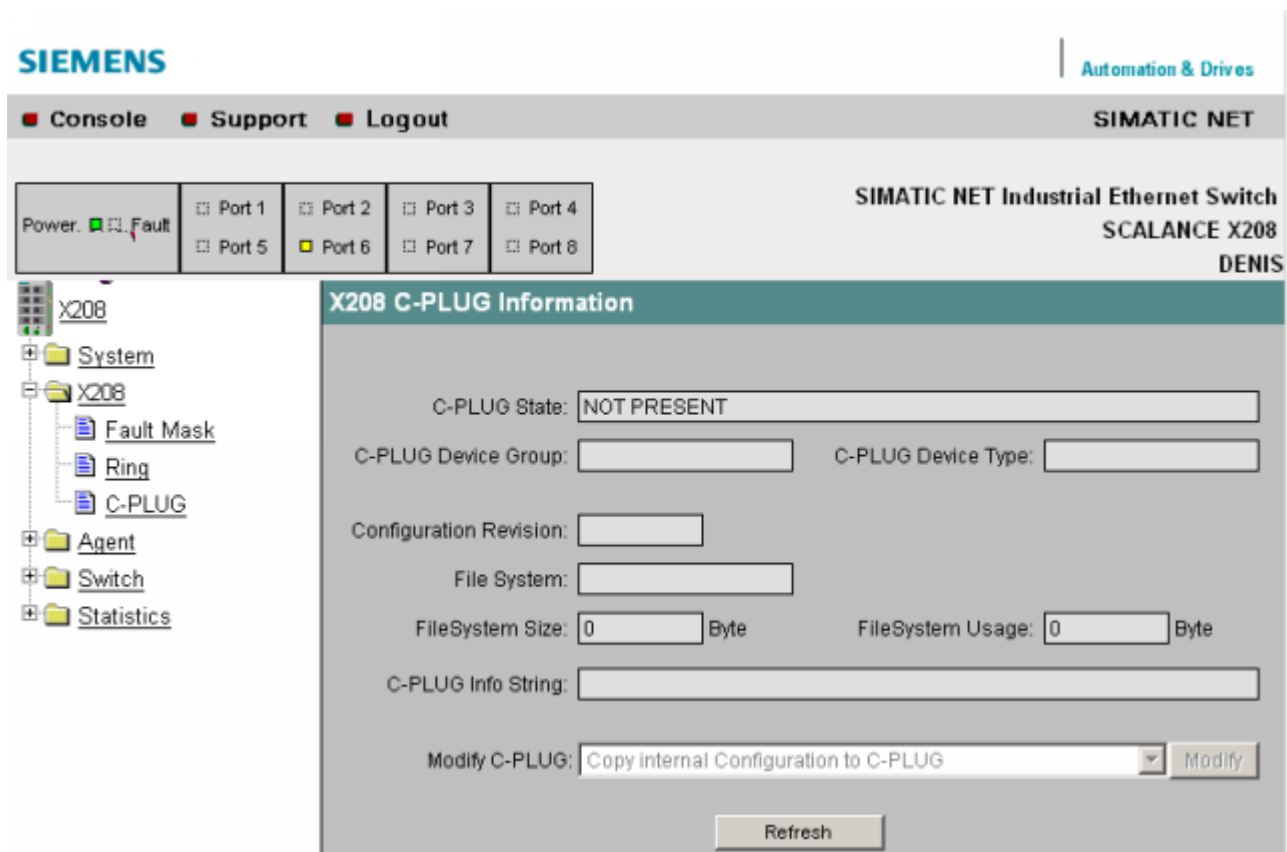 SIEMENS
Automation & Drives
Console Support Logout SIMATIC NET
Power. Fault
Port 1 Port 2 Port 3 Port 4
Port 5 Port 6 Port 7 Port 8
SIMATIC NET Industrial Ethernet Switch
SCALANCE X208
DENIS
X208
System
X208
Fault Mask
Ring
C-PLUG
Agent
Switch
Statistics
X208 C-PLUG Information
C-PLUG State: NOT PRESENT
C-PLUG Device Group: C-PLUG Device Type:
Configuration Revision:
File System:
FileSystem Size: 0 Byte FileSystem Usage: 0 Byte
C-PLUG Info String:
Modify C-PLUG: Copy internal Configuration to C-PLUG Modify
Refresh